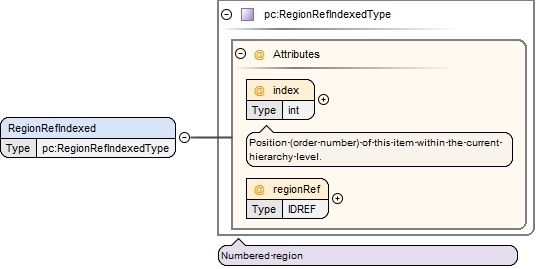 pc:RegionRefIndexedType
@ Attributes
@ index
Type int
RegionRefIndexed
Type pc:RegionRefIndexedType
Position (order number) of this item within the current
hierarchy level.
@ regionRef
Type IDREF
Numbered region